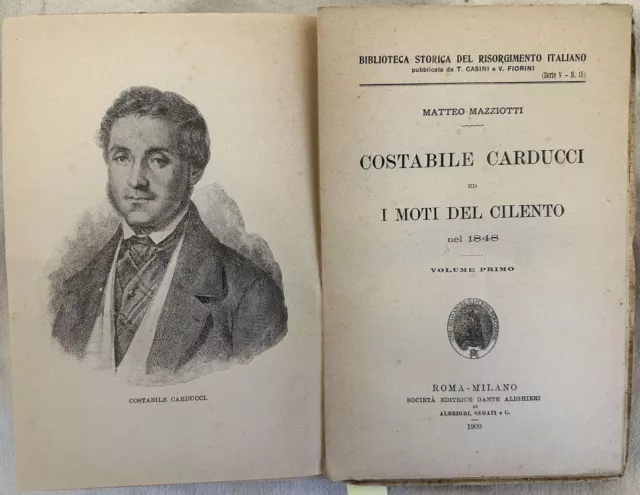 COSTABILE CARDUCCI.
BIBLIOTECA STORICA DEL RISORGIMENTO ITALIANO
pubblicata da T. CASINI e V. FIORINI
(Serie V - N. 15)
MATTEO MAZZIOTTI
COSTABILE CARDUCCI
ED
I MOTI DEL CILENTO
nel 1848
VOLUME PRIMO
ROMA-MILANO
SOCIETÀ EDITRICE DANTE ALIGHIERI
DI
ALBRIGHI, SEGATI e C.
1909